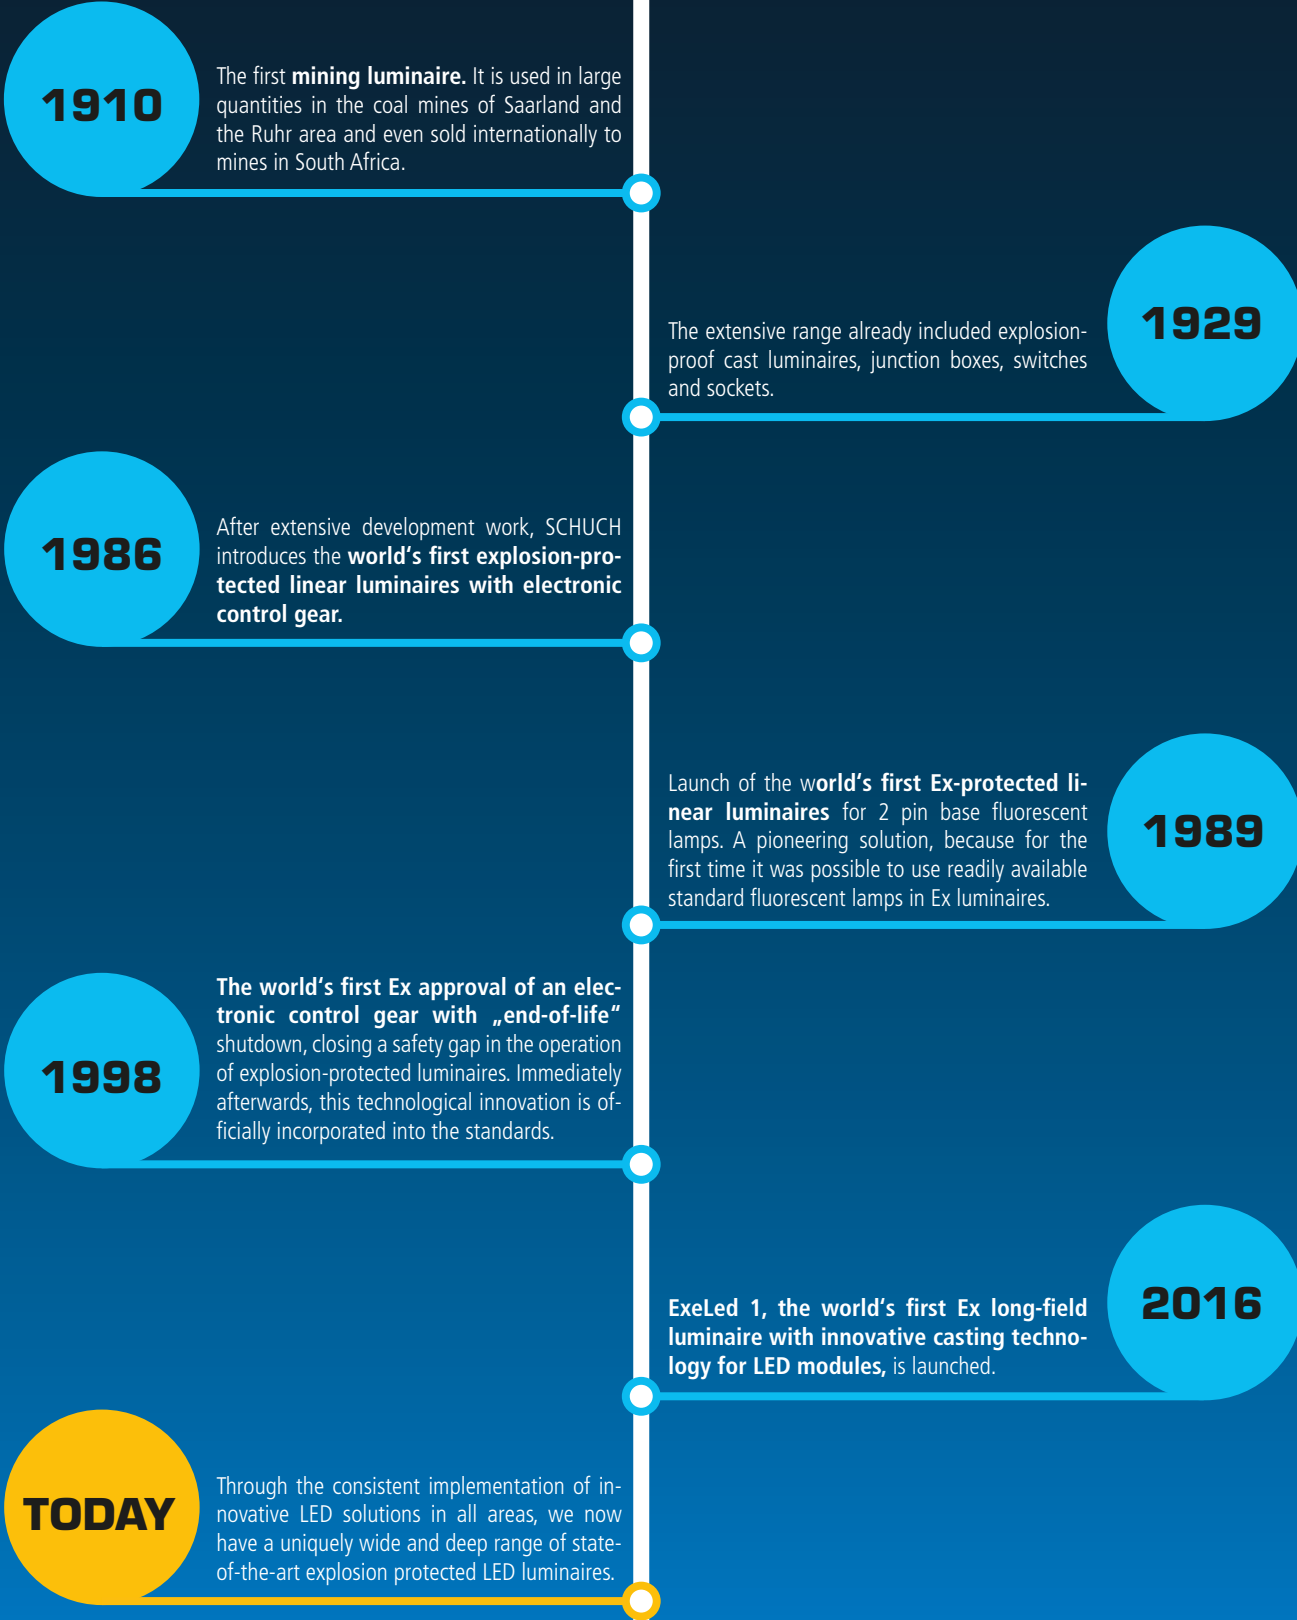 1910
The first mining luminaire. It is used in large
quantities in the coal mines of Saarland and
the Ruhr area and even sold internationally to
mines in South Africa.
1929
The extensive range already included explosion-
proof cast luminaires, junction boxes, switches
and sockets.
1986
After extensive development work, SCHUCH
introduces the world‘s first explosion-pro-
tected linear luminaires with electronic
control gear.
1989
Launch of the world‘s first Ex-protected li-
near luminaires for 2 pin base fluorescent
lamps. A pioneering solution, because for the
first time it was possible to use readily available
standard fluorescent lamps in Ex luminaires.
1998
The world‘s first Ex approval of an elec-
tronic control gear with „end-of-life“
shutdown, closing a safety gap in the operation
of explosion-protected luminaires. Immediately
afterwards, this technological innovation is of-
ficially incorporated into the standards.
2016
ExeLed 1, the world‘s first Ex long-field
luminaire with innovative casting techno-
logy for LED modules, is launched.
TODAY
Through the consistent implementation of in-
novative LED solutions in all areas, we now
have a uniquely wide and deep range of state-
of-the-art explosion protected LED luminaires.